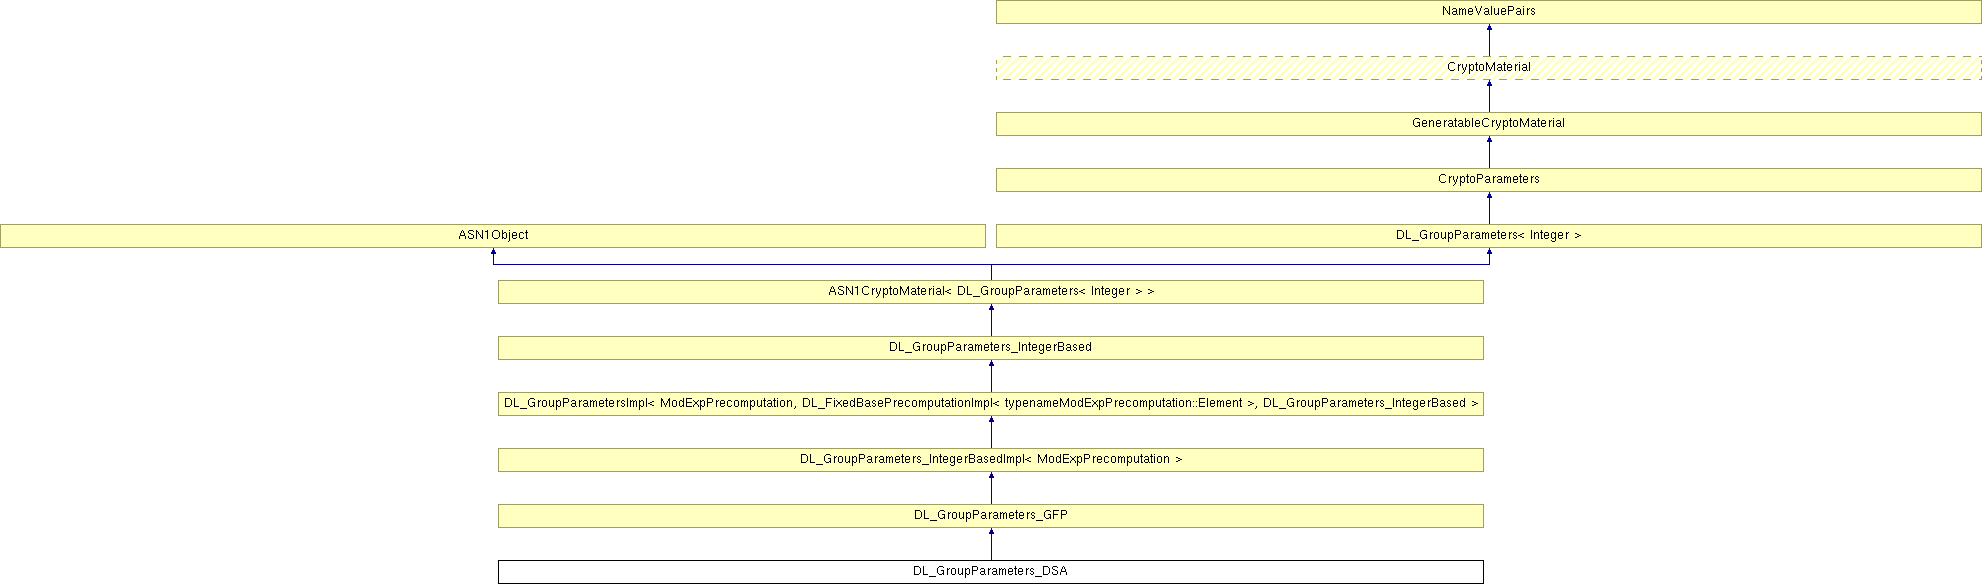 NameValuePairs
CryptoMaterial
GeneratableCryptoMaterial
CryptoParameters
ASN1Object
DL_GroupParameters< Integer >
ASN1CryptoMaterial< DL_GroupParameters< Integer > >
DL_GroupParameters_IntegerBased
DL_GroupParametersImpl< ModExpPrecomputation, DL_FixedBasePrecomputationImpl< typenameModExpPrecomputation::Element >, DL_GroupParameters_IntegerBased >
DL_GroupParameters_IntegerBasedImpl< ModExpPrecomputation >
DL_GroupParameters_GFP
DL_GroupParameters_DSA